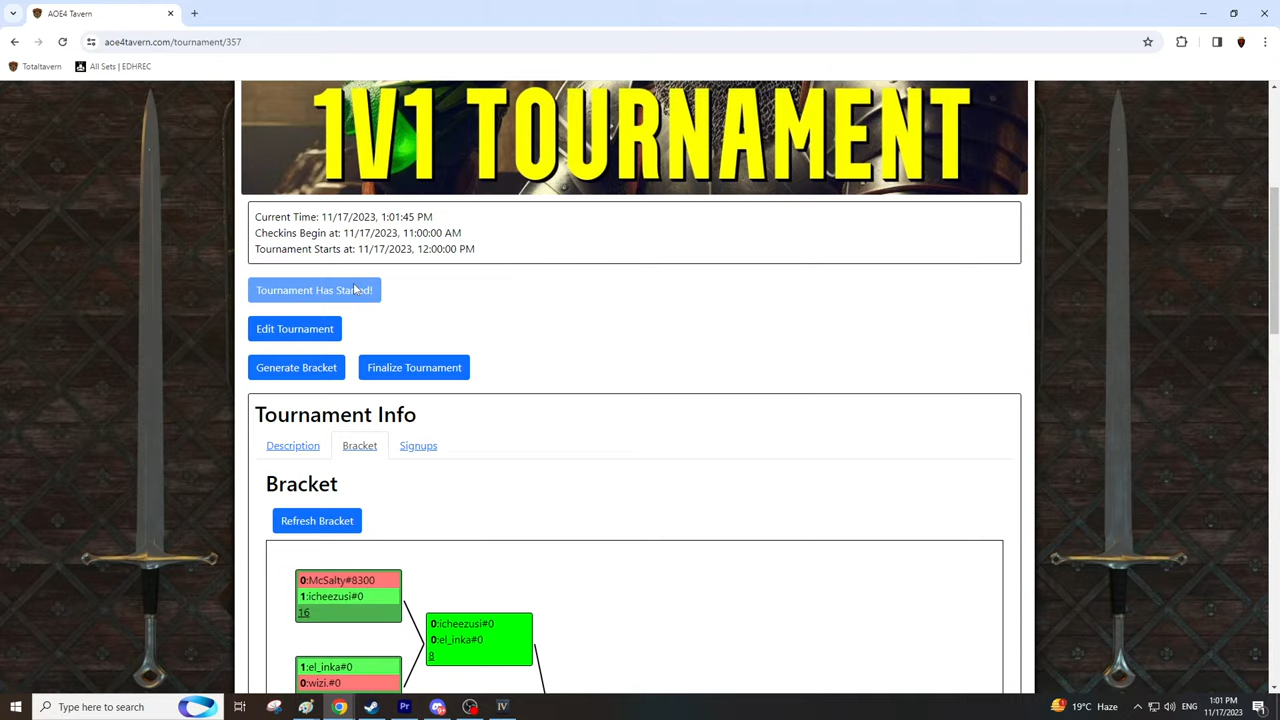 AOE4 Tavern
aoe4tavern.com/tournament/357
Totaltavern
All Sets | EDHREC
1V1 TOURNAMENT
Current Time: 11/17/2023, 1:01:45 PM
Checkins Begin at: 11/17/2023, 11:00:00 AM
Tournament Starts at: 11/17/2023, 12:00:00 PM
Tournament Has Started!
Edit Tournament
Generate Bracket Finalize Tournament
Tournament Info
Description Bracket Signups
Bracket
Refresh Bracket
0:McSalty#8300
1:icheezusi#0
16
0:icheezusi#0
0:el_inka#0
8
1:el_inka#0
0:wizi.#0
Type here to search
Pr
IV
19°C Haze
ENG
1:01 PM
11/17/2023